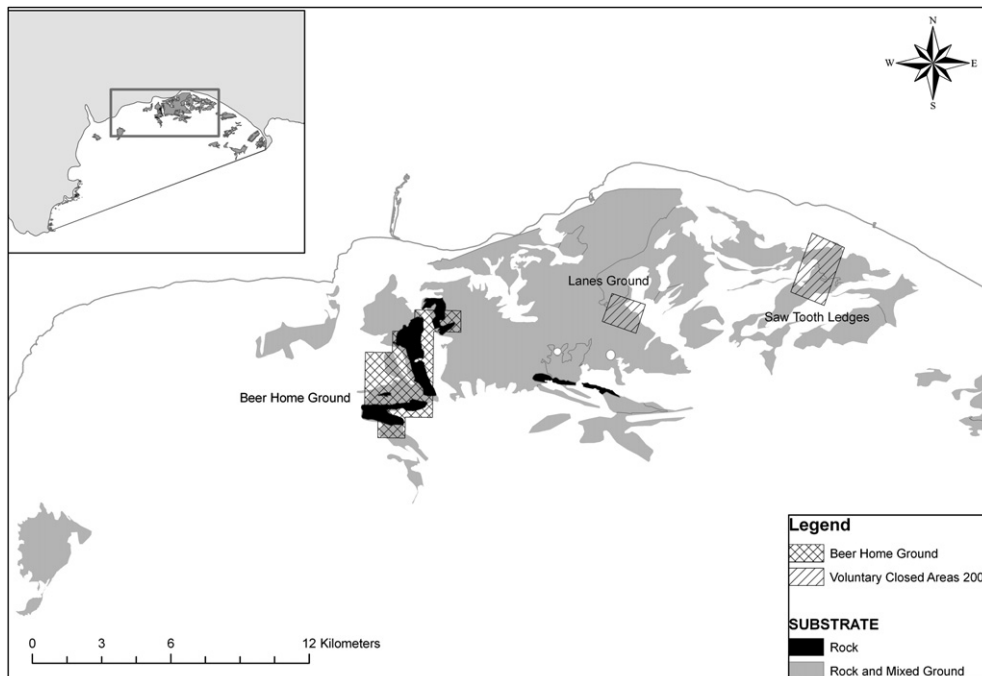 N
W E
S
Lanes Ground
Saw Tooth Ledges
Beer Home Ground
Legend
Beer Home Ground
Voluntary Closed Areas 200
SUBSTRATE
Rock
Rock and Mixed Ground
0 3 6 12 Kilometers